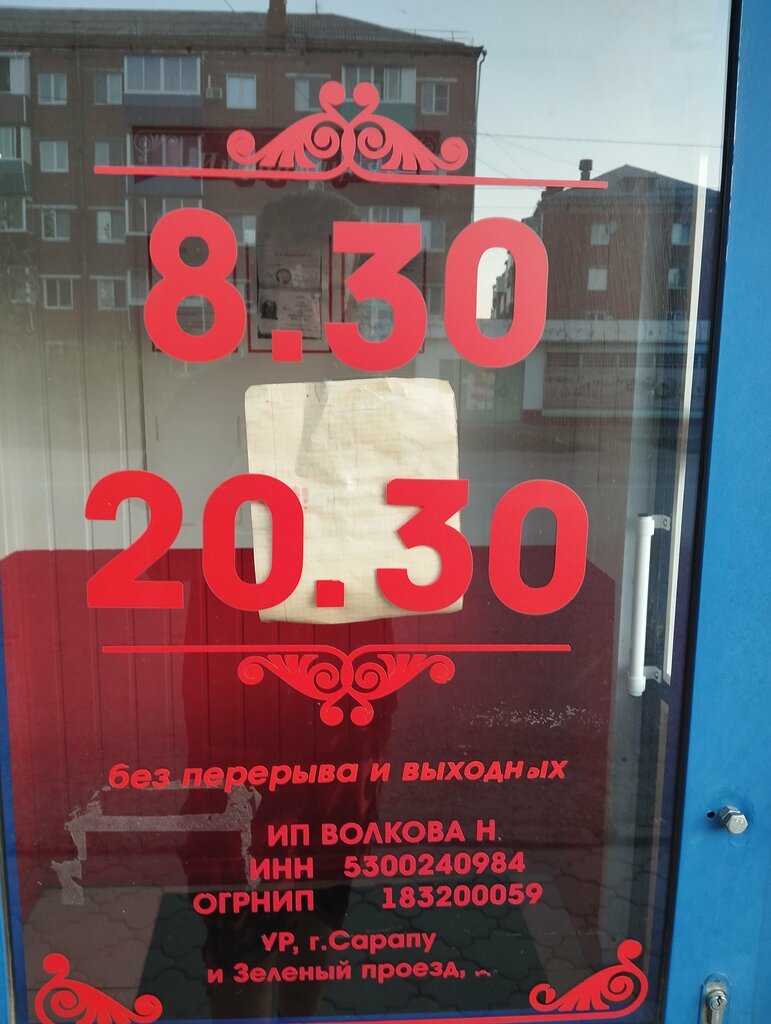 8.30
20.30
без перерыва и выходных
ИП ВОЛКОВА Н
ИНН 5300240984
ОГРНИП 183200059
УР, г.Сарапу
и Зеленый проезд,